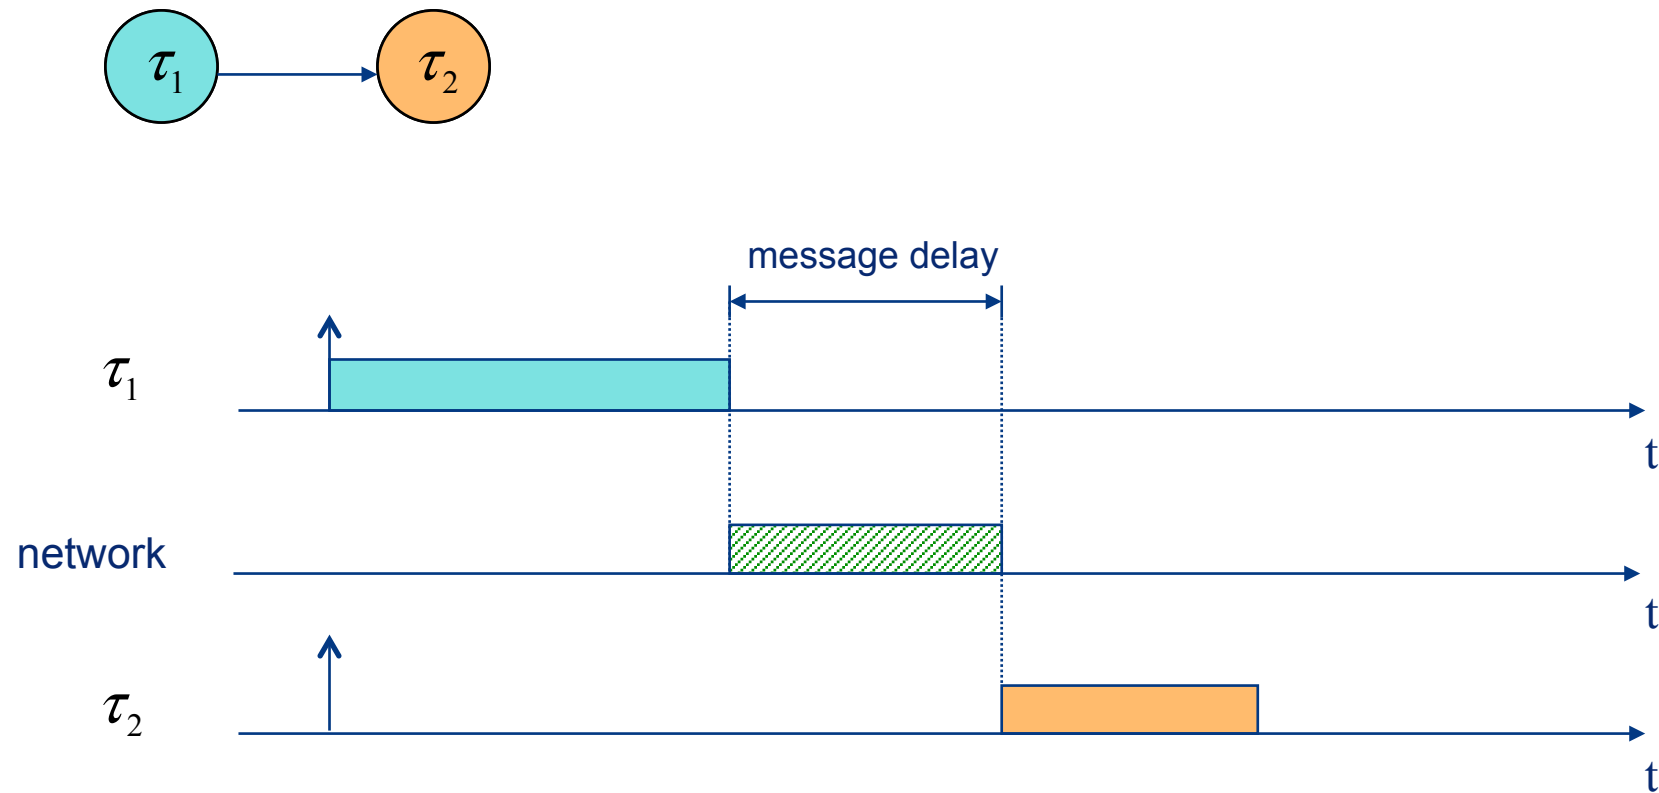 τ₁ τ₂
message delay
τ₁
t
network
t
τ₂
t